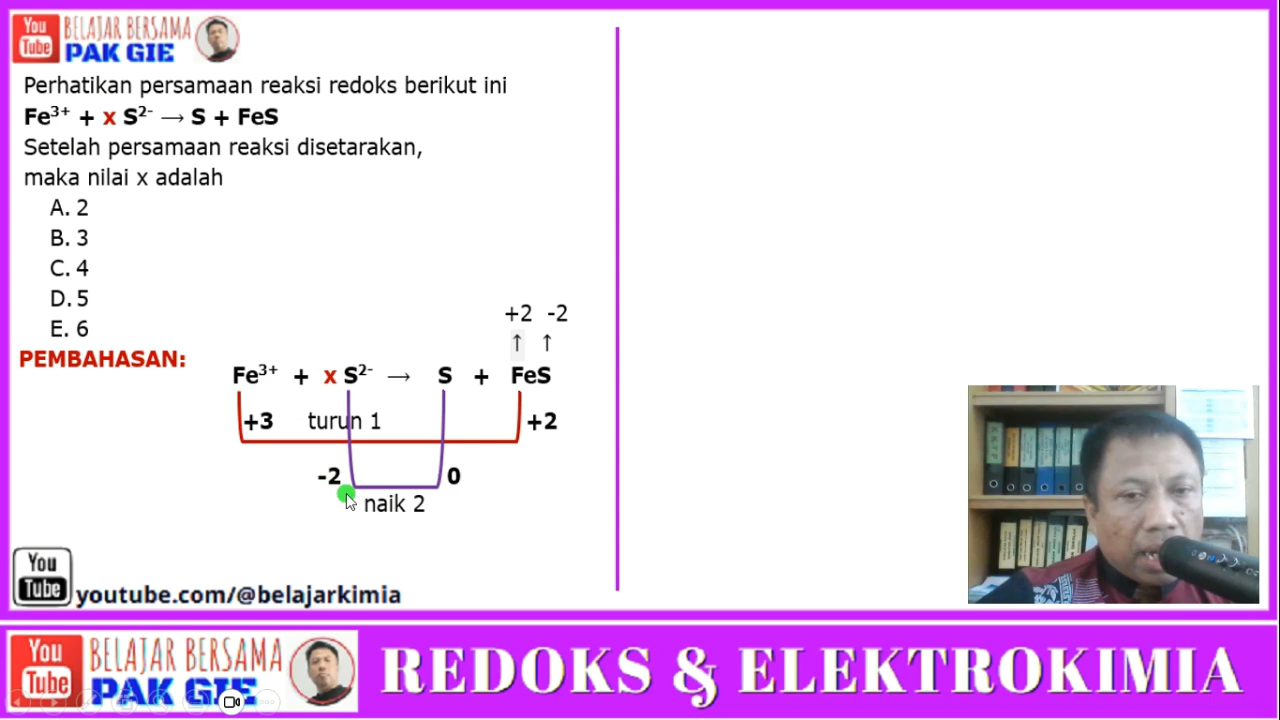 You
Tube
BELAJAR BERSAMA
PAK GIE
Perhatikan persamaan reaksi redoks berikut ini
Fe³⁺ + x S²⁻ → S + FeS
Setelah persamaan reaksi disetarakan,
maka nilai x adalah
A. 2
B. 3
C. 4
D. 5
E. 6
PEMBAHASAN:
+2 -2
↑ ↑
Fe³⁺ + x S²⁻ → S + FeS
+3 turun 1 +2
-2 0
naik 2
You
Tube
youtube.com/@belajarkimia
You
Tube
BELAJAR BERSAMA
PAK GIE
REDOKS & ELEKTROKIMIA